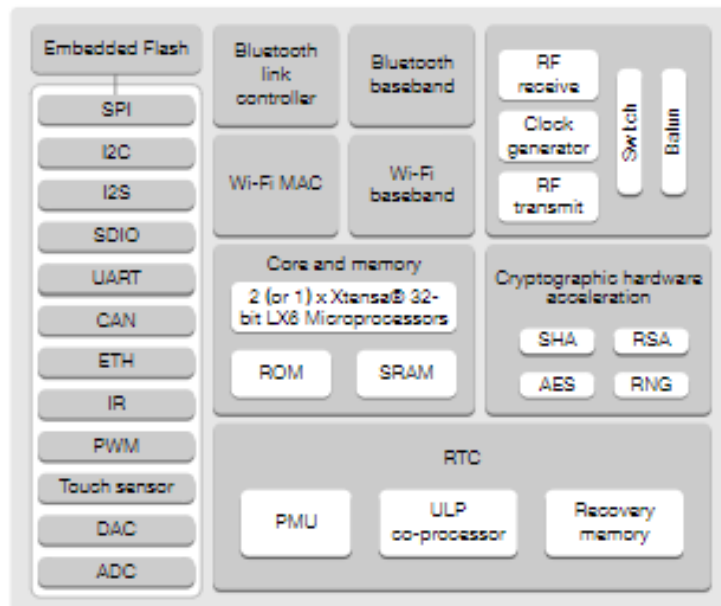 Embedded Flash
SPI
I2C
I2S
SDIO
UART
CAN
ETH
IR
PWM
Touch sensor
DAC
ADC
Bluetooth
link
controller
Bluetooth
baseband
Wi-Fi MAC
Wi-Fi
baseband
RF
receive
Clock
generator
RF
transmit
Switch
Balun
Core and memory
2 (or 1) x Xtensa® 32-
bit LX6 Microprocessors
ROM
SRAM
Cryptographic hardware
acceleration
SHA
RSA
AES
RNG
RTC
PMU
ULP
co-processor
Recovery
memory